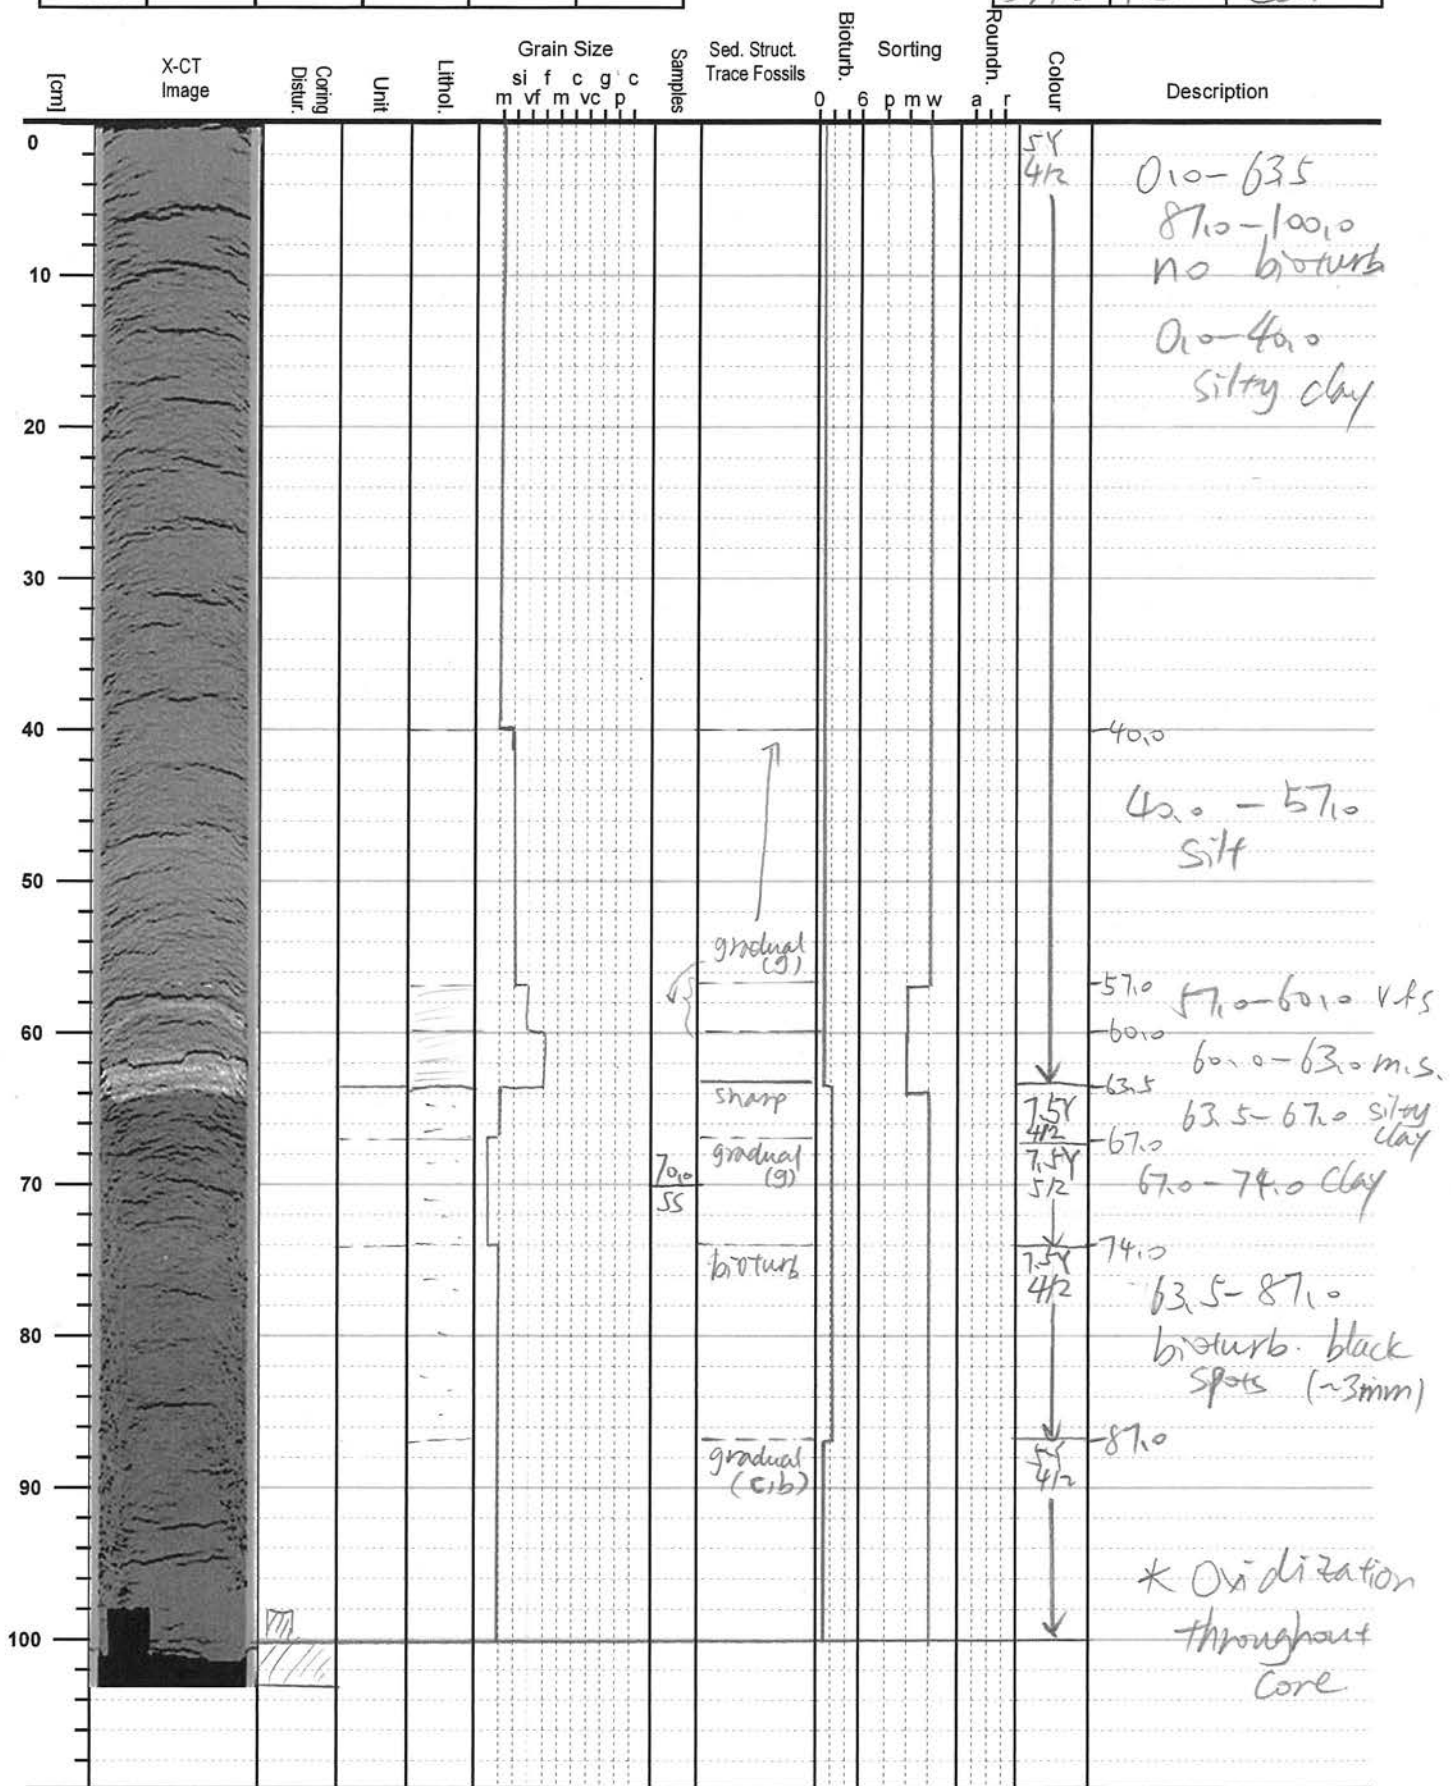 [cm]
X-CT
Image
Coring
Distur.
Unit
Lithol.
Grain Size
si f c g c
m vf m vc p
Samples
Sed. Struct.
Trace Fossils
Bioturb.
0 6
Sorting
p m w
Roundn.
a r
Colour
Description
0
10
20
30
40
50
60
70
80
90
100
gradual
(g)
sharp
gradual
(g)
bioturb
gradual
(c,b)
70,0
SS
5Y
4/2
7.5Y
4/2
7.5Y
5/2
7.5Y
4/2
5Y
4/2
0,0-63.5
87,0-100,0
no bioturb
0,0-40,0
silty clay
40,0
40,0 - 57,0
silt
57,0
57,0-60,0 vfs
60,0
60,0-63,0 m.s.
63.5
63.5-67.0 silty
clay
67.0
67.0-74.0 clay
74.0
63.5-87,0
bioturb. black
spots (~3mm)
87,0
* Oxidization
throughout
core